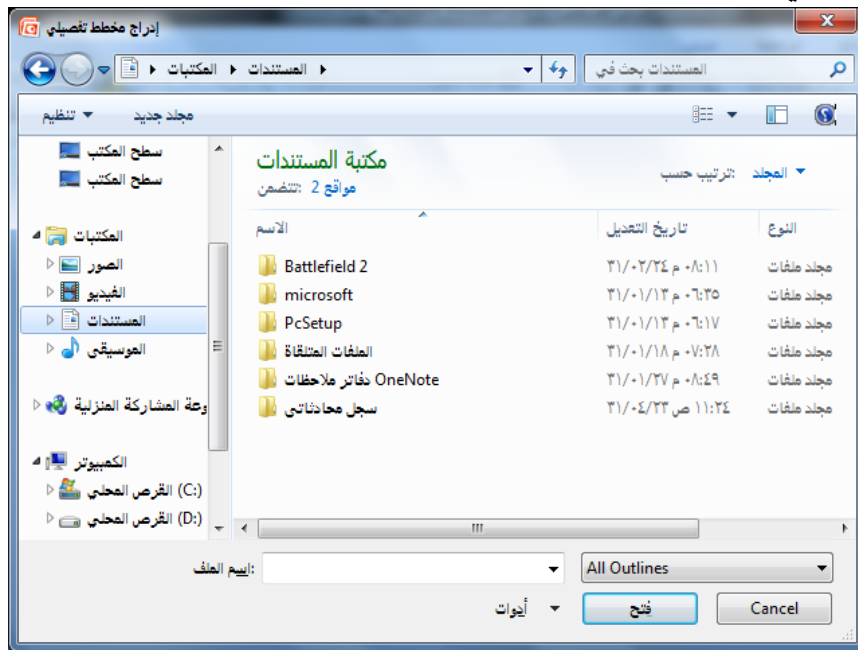 إدراج مخطط تفصيلي
المكتبات
المستندات
المستندات بحث في
تنظيم
مجلد جديد
سطح المكتب
سطح المكتب
المكتبات
الصور
الفيديو
المستندات
الموسيقى
وعة المشاركة المنزلية
الكمبيوتر
القرص المحلي (C:)
القرص المحلي (D:)
مكتبة المستندات
تتضمن: 2 مواقع
ترتيب حسب: المجلد
الاسم تاريخ التعديل النوع
Battlefield 2 ٠٨:١١ م ٣١/٠٢/٢٤ مجلد ملفات
microsoft ٠٦:٣٥ م ٣١/٠١/١٣ مجلد ملفات
PcSetup ٠٦:١٧ م ٣١/٠١/١٣ مجلد ملفات
الملفات المتلقاة ٠٧:٢٨ م ٣١/٠١/١٨ مجلد ملفات
دفاتر ملاحظات OneNote ٠٨:٤٩ م ٣١/٠١/٢٧ مجلد ملفات
سجل محادثاتي ١١:٢٤ ص ٣١/٠٤/٢٣ مجلد ملفات
اسم الملف:
All Outlines
أدوات
فتح
Cancel